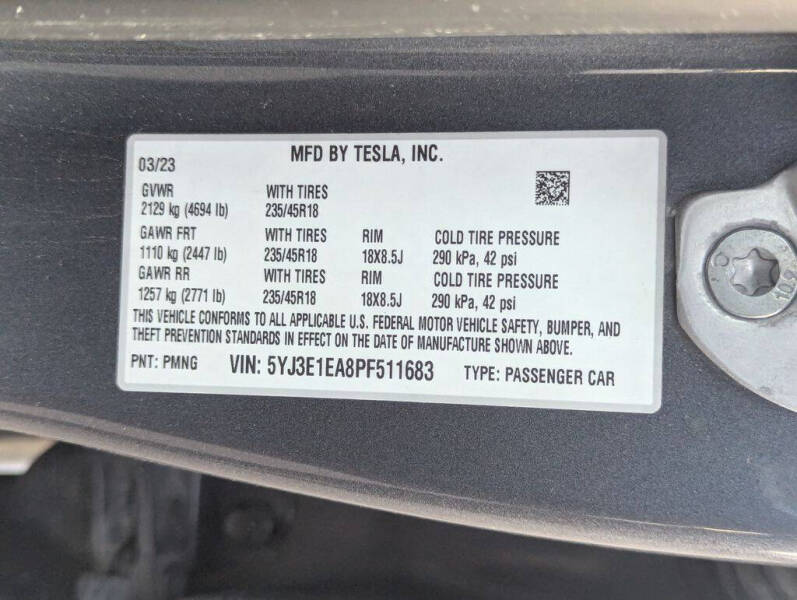 MFD BY TESLA, INC.
03/23
GVWR WITH TIRES
2129 kg (4694 lb) 235/45R18
GAWR FRT WITH TIRES RIM COLD TIRE PRESSURE
1110 kg (2447 lb) 235/45R18 18X8.5J 290 kPa, 42 psi
GAWR RR WITH TIRES RIM COLD TIRE PRESSURE
1257 kg (2771 lb) 235/45R18 18X8.5J 290 kPa, 42 psi
THIS VEHICLE CONFORMS TO ALL APPLICABLE U.S. FEDERAL MOTOR VEHICLE SAFETY, BUMPER, AND
THEFT PREVENTION STANDARDS IN EFFECT ON THE DATE OF MANUFACTURE SHOWN ABOVE.
PNT: PMNG VIN: 5YJ3E1EA8PF511683 TYPE: PASSENGER CAR